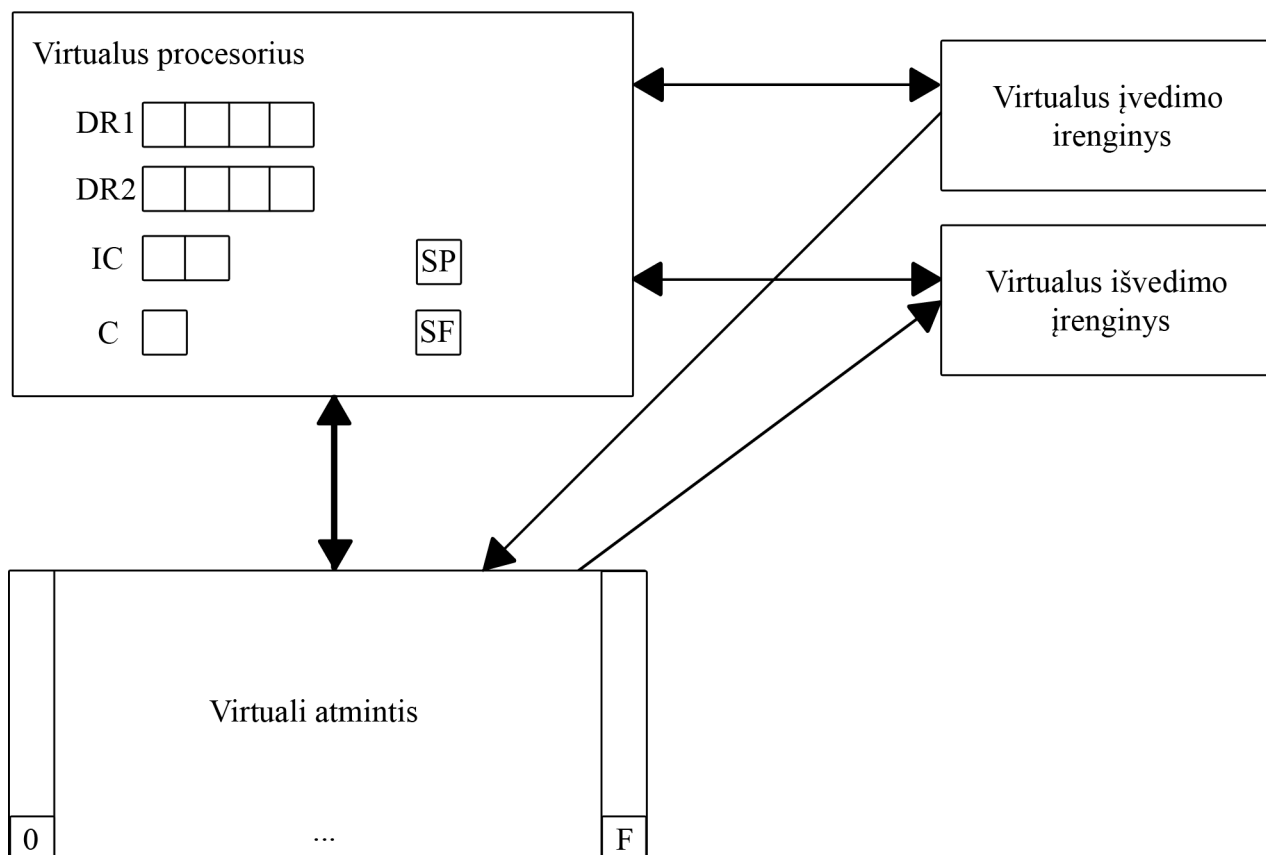 Virtualus procesorius
DR1
DR2
IC
SP
C
SF
Virtualus įvedimo
irenginys
Virtualus išvedimo
įrenginys
Virtuali atmintis
0
...
F